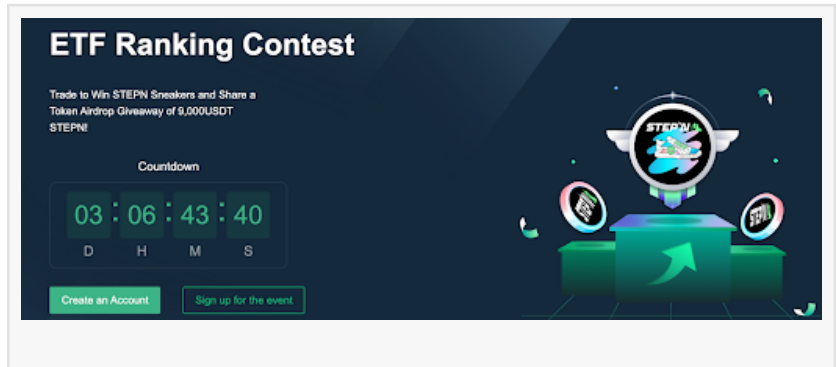 ETF Ranking Contest
Trade to Win STEPN Sneakers and Share a
Token Airdrop Giveaway of 9,000USDT
STEPN!
Countdown
03 : 06 : 43 : 40
D H M S
Create an Account Sign up for the event
STEPN
STEPN